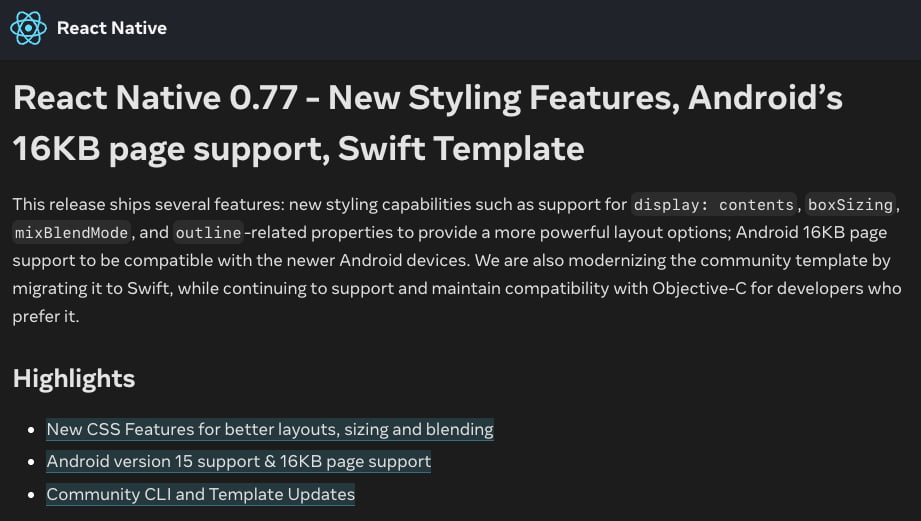 React Native
React Native 0.77 - New Styling Features, Android’s
16KB page support, Swift Template
This release ships several features: new styling capabilities such as support for display: contents, boxSizing,
mixBlendMode, and outline-related properties to provide a more powerful layout options; Android 16KB page
support to be compatible with the newer Android devices. We are also modernizing the community template by
migrating it to Swift, while continuing to support and maintain compatibility with Objective-C for developers who
prefer it.
Highlights
• New CSS Features for better layouts, sizing and blending
• Android version 15 support & 16KB page support
• Community CLI and Template Updates